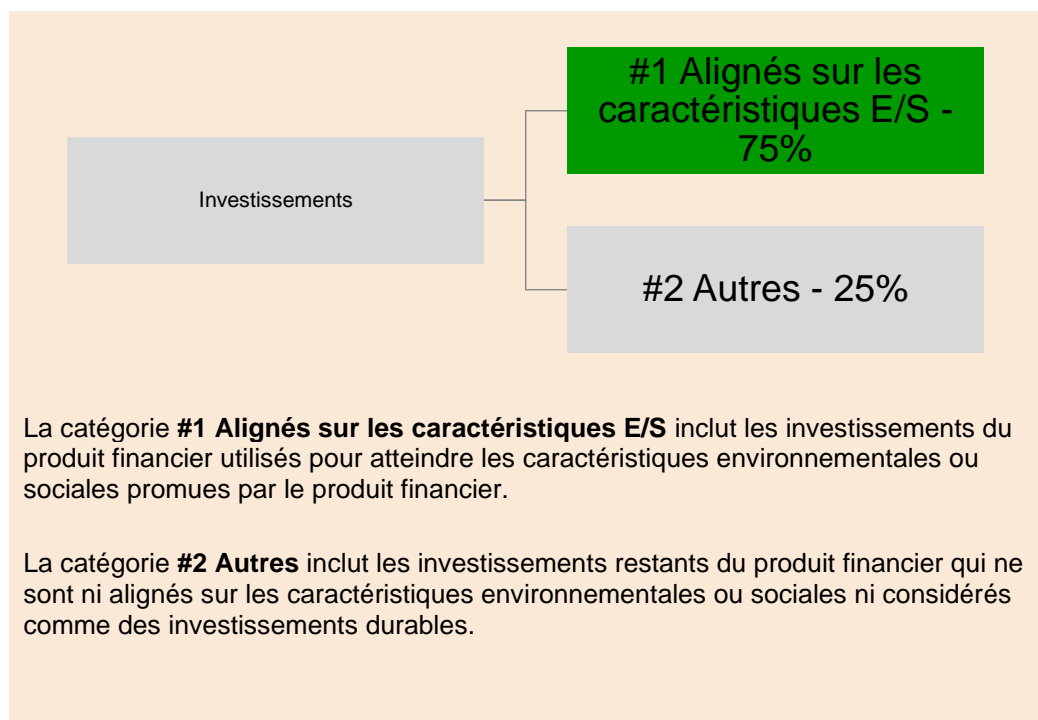 #1 Alignés sur les
caractéristiques E/S -
75%
Investissements
#2 Autres - 25%
La catégorie #1 Alignés sur les caractéristiques E/S inclut les investissements du
produit financier utilisés pour atteindre les caractéristiques environnementales ou
sociales promues par le produit financier.
La catégorie #2 Autres inclut les investissements restants du produit financier qui ne
sont ni alignés sur les caractéristiques environnementales ou sociales ni considérés
comme des investissements durables.